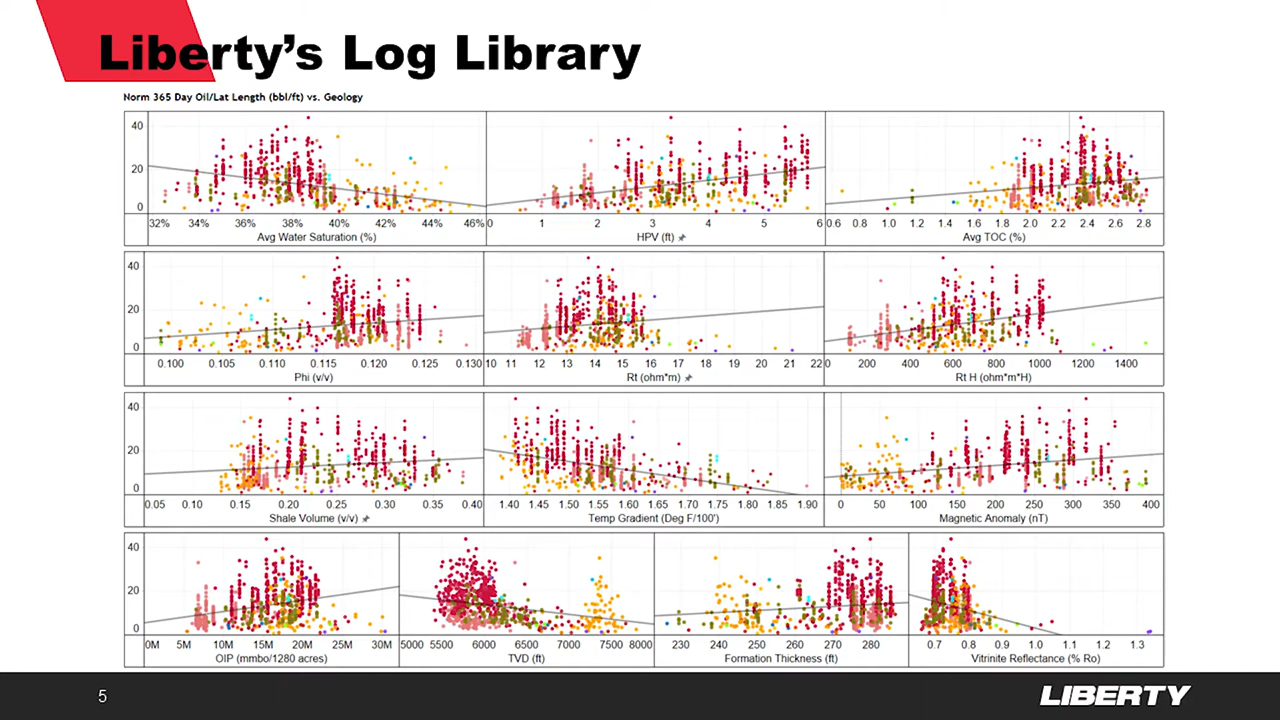 Liberty’s Log Library
Norm 365 Day Oil/Lat Length (bbl/ft) vs. Geology
40
20
0
32% 34% 36% 38% 40% 42% 44% 46%
Avg Water Saturation (%)
0 1 2 3 4 5 6
HPV (ft)
0.6 0.8 1.0 1.2 1.4 1.6 1.8 2.0 2.2 2.4 2.6 2.8
Avg TOC (%)
40
20
0
0.100 0.105 0.110 0.115 0.120 0.125 0.130
Phi (v/v)
10 11 12 13 14 15 16 17 18 19 20 21 22
Rt (ohm*m)
0 200 400 600 800 1000 1200 1400
Rt H (ohm*m*H)
40
20
0
0.05 0.10 0.15 0.20 0.25 0.30 0.35 0.40
Shale Volume (v/v)
1.40 1.45 1.50 1.55 1.60 1.65 1.70 1.75 1.80 1.85 1.90
Temp Gradient (Deg F/100')
0 50 100 150 200 250 300 350 400
Magnetic Anomaly (nT)
40
20
0
0M 5M 10M 15M 20M 25M 30M
OIP (mmbo/1280 acres)
5000 5500 6000 6500 7000 7500 8000
TVD (ft)
230 240 250 260 270 280
Formation Thickness (ft)
0.7 0.8 0.9 1.0 1.1 1.2 1.3
Vitrinite Reflectance (% Ro)
5
LIBERTY